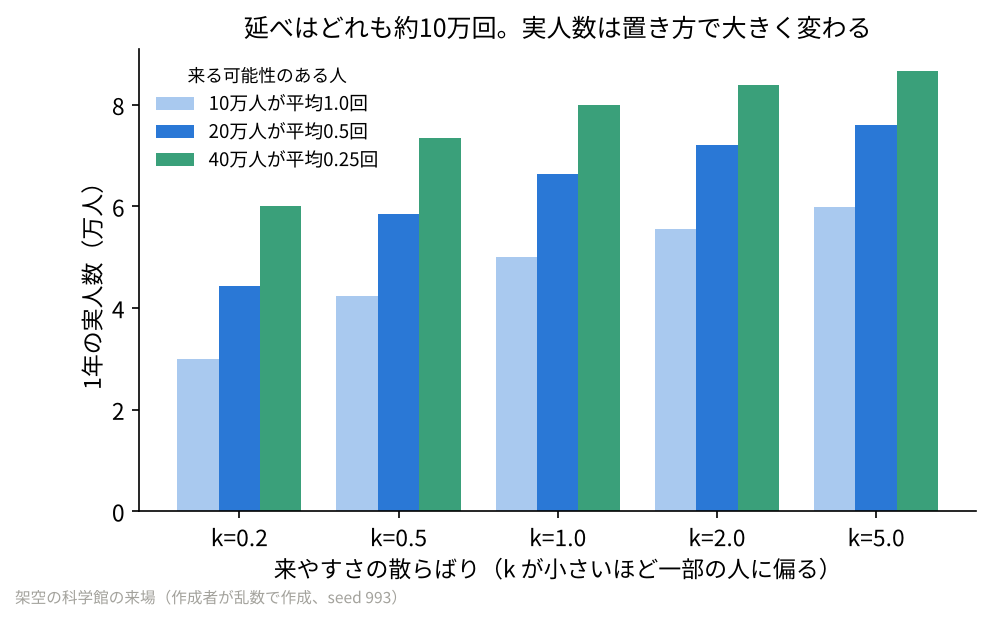 延べはどれも約10万回。実人数は置き方で大きく変わる
来る可能性のある人
10万人が平均1.0回
20万人が平均0.5回
40万人が平均0.25回
1年の実人数（万人）
8
6
4
2
0
k=0.2
k=0.5
k=1.0
k=2.0
k=5.0
来やすさの散らばり（k が小さいほど一部の人に偏る）
架空の科学館の来場（作成者が乱数で作成、seed 993）